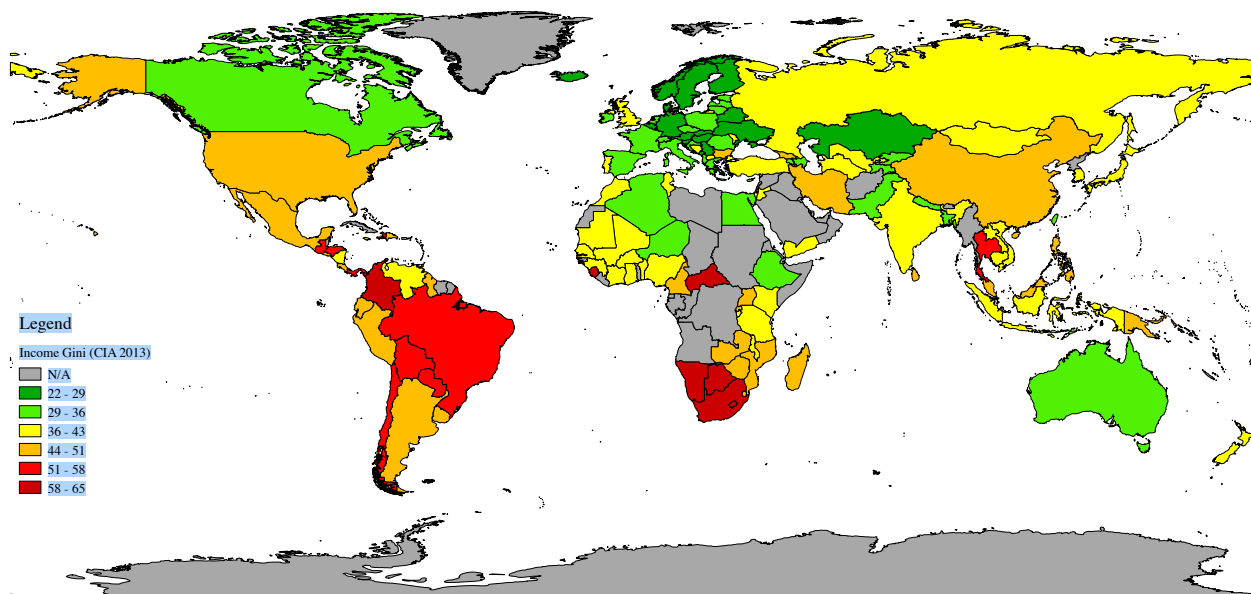 Legend
Income Gini (CIA 2013)
N/A
22 - 29
29 - 36
36 - 43
44 - 51
51 - 58
58 - 65